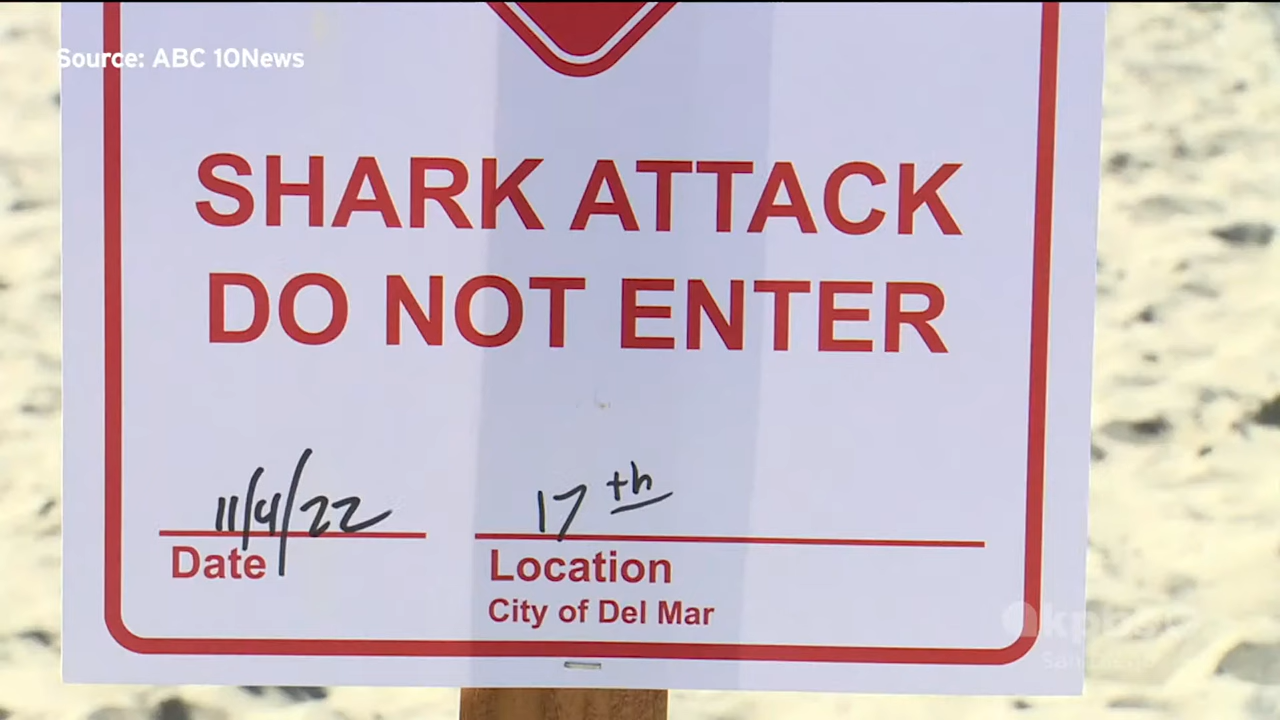 Source: ABC 10News
SHARK ATTACK
DO NOT ENTER
11/4/22
17th
Date
Location
City of Del Mar